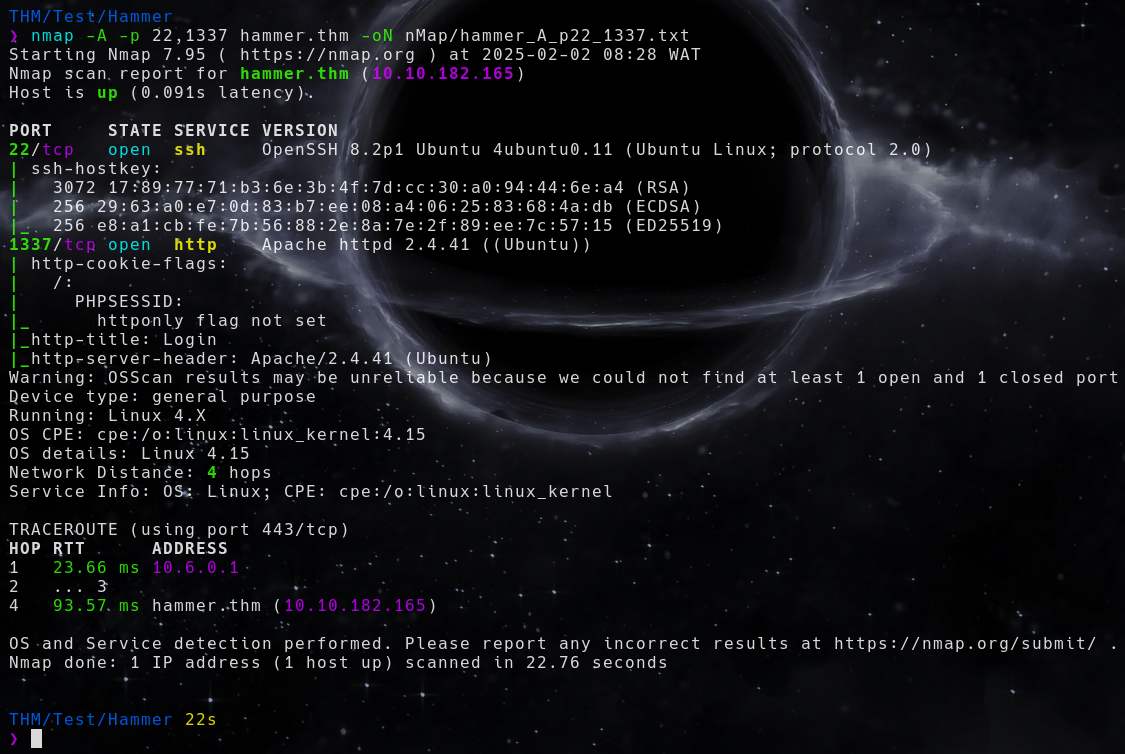 THM/Test/Hammer
❯ nmap -A -p 22,1337 hammer.thm -oN nMap/hammer_A_p22_1337.txt
Starting Nmap 7.95 ( https://nmap.org ) at 2025-02-02 08:28 WAT
Nmap scan report for hammer.thm (10.10.182.165)
Host is up (0.091s latency).

PORT     STATE SERVICE VERSION
22/tcp   open  ssh     OpenSSH 8.2p1 Ubuntu 4ubuntu0.11 (Ubuntu Linux; protocol 2.0)
| ssh-hostkey:
|   3072 17:89:77:71:b3:6e:3b:4f:7d:cc:30:a0:94:44:6e:a4 (RSA)
|   256 29:63:a0:e7:0d:83:b7:ee:08:a4:06:25:83:68:4a:db (ECDSA)
|_  256 e8:a1:cb:fe:7b:56:88:2e:8a:7e:2f:89:ee:7c:57:15 (ED25519)
1337/tcp open  http    Apache httpd 2.4.41 ((Ubuntu))
| http-cookie-flags:
|   /:
|     PHPSESSID:
|_      httponly flag not set
|_http-title: Login
|_http-server-header: Apache/2.4.41 (Ubuntu)
Warning: OSScan results may be unreliable because we could not find at least 1 open and 1 closed port
Device type: general purpose
Running: Linux 4.X
OS CPE: cpe:/o:linux:linux_kernel:4.15
OS details: Linux 4.15
Network Distance: 4 hops
Service Info: OS: Linux; CPE: cpe:/o:linux:linux_kernel

TRACEROUTE (using port 443/tcp)
HOP RTT      ADDRESS
1   23.66 ms 10.6.0.1
2   ... 3
4   93.57 ms hammer.thm (10.10.182.165)

OS and Service detection performed. Please report any incorrect results at https://nmap.org/submit/ .
Nmap done: 1 IP address (1 host up) scanned in 22.76 seconds

THM/Test/Hammer 22s
❯